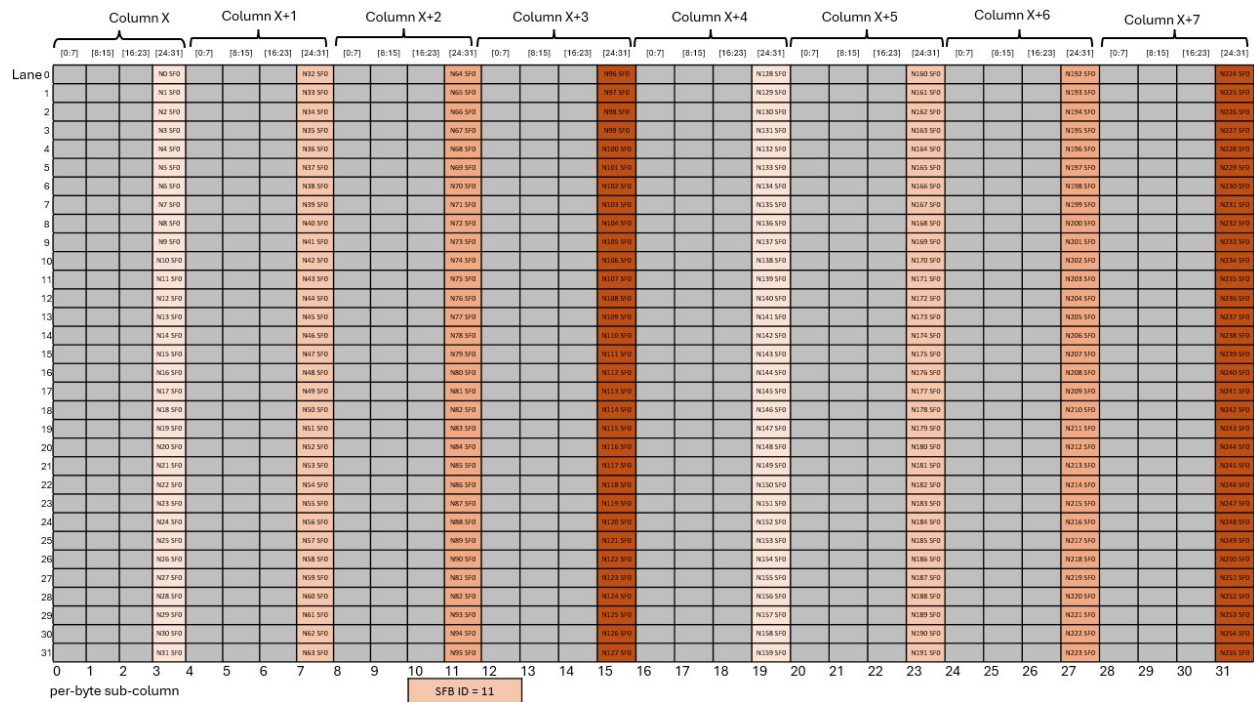 Column X Column X+1 Column X+2 Column X+3 Column X+4 Column X+5 Column X+6 Column X+7
[0:7] [8:15] [16:23] [24:31] [0:7] [8:15] [16:23] [24:31] [0:7] [8:15] [16:23] [24:31] [0:7] [8:15] [16:23] [24:31] [0:7] [8:15] [16:23] [24:31] [0:7] [8:15] [16:23] [24:31] [0:7] [8:15] [16:23] [24:31] [0:7] [8:15] [16:23] [24:31]
Lane 0 N0 SF0 N32 SF0 N64 SF0 N96 SF0 N128 SF0 N160 SF0 N192 SF0 N224 SF0
1 N1 SF0 N33 SF0 N65 SF0 N97 SF0 N129 SF0 N161 SF0 N193 SF0 N225 SF0
2 N2 SF0 N34 SF0 N66 SF0 N98 SF0 N130 SF0 N162 SF0 N194 SF0 N226 SF0
3 N3 SF0 N35 SF0 N67 SF0 N99 SF0 N131 SF0 N163 SF0 N195 SF0 N227 SF0
4 N4 SF0 N36 SF0 N68 SF0 N100 SF0 N132 SF0 N164 SF0 N196 SF0 N228 SF0
5 N5 SF0 N37 SF0 N69 SF0 N101 SF0 N133 SF0 N165 SF0 N197 SF0 N229 SF0
6 N6 SF0 N38 SF0 N70 SF0 N102 SF0 N134 SF0 N166 SF0 N198 SF0 N230 SF0
7 N7 SF0 N39 SF0 N71 SF0 N103 SF0 N135 SF0 N167 SF0 N199 SF0 N231 SF0
8 N8 SF0 N40 SF0 N72 SF0 N104 SF0 N136 SF0 N168 SF0 N200 SF0 N232 SF0
9 N9 SF0 N41 SF0 N73 SF0 N105 SF0 N137 SF0 N169 SF0 N201 SF0 N233 SF0
10 N10 SF0 N42 SF0 N74 SF0 N106 SF0 N138 SF0 N170 SF0 N202 SF0 N234 SF0
11 N11 SF0 N43 SF0 N75 SF0 N107 SF0 N139 SF0 N171 SF0 N203 SF0 N235 SF0
12 N12 SF0 N44 SF0 N76 SF0 N108 SF0 N140 SF0 N172 SF0 N204 SF0 N236 SF0
13 N13 SF0 N45 SF0 N77 SF0 N109 SF0 N141 SF0 N173 SF0 N205 SF0 N237 SF0
14 N14 SF0 N46 SF0 N78 SF0 N110 SF0 N142 SF0 N174 SF0 N206 SF0 N238 SF0
15 N15 SF0 N47 SF0 N79 SF0 N111 SF0 N143 SF0 N175 SF0 N207 SF0 N239 SF0
16 N16 SF0 N48 SF0 N80 SF0 N112 SF0 N144 SF0 N176 SF0 N208 SF0 N240 SF0
17 N17 SF0 N49 SF0 N81 SF0 N113 SF0 N145 SF0 N177 SF0 N209 SF0 N241 SF0
18 N18 SF0 N50 SF0 N82 SF0 N114 SF0 N146 SF0 N178 SF0 N210 SF0 N242 SF0
19 N19 SF0 N51 SF0 N83 SF0 N115 SF0 N147 SF0 N179 SF0 N211 SF0 N243 SF0
20 N20 SF0 N52 SF0 N84 SF0 N116 SF0 N148 SF0 N180 SF0 N212 SF0 N244 SF0
21 N21 SF0 N53 SF0 N85 SF0 N117 SF0 N149 SF0 N181 SF0 N213 SF0 N245 SF0
22 N22 SF0 N54 SF0 N86 SF0 N118 SF0 N150 SF0 N182 SF0 N214 SF0 N246 SF0
23 N23 SF0 N55 SF0 N87 SF0 N119 SF0 N151 SF0 N183 SF0 N215 SF0 N247 SF0
24 N24 SF0 N56 SF0 N88 SF0 N120 SF0 N152 SF0 N184 SF0 N216 SF0 N248 SF0
25 N25 SF0 N57 SF0 N89 SF0 N121 SF0 N153 SF0 N185 SF0 N217 SF0 N249 SF0
26 N26 SF0 N58 SF0 N90 SF0 N122 SF0 N154 SF0 N186 SF0 N218 SF0 N250 SF0
27 N27 SF0 N59 SF0 N81 SF0 N123 SF0 N155 SF0 N187 SF0 N219 SF0 N251 SF0
28 N28 SF0 N60 SF0 N82 SF0 N124 SF0 N156 SF0 N188 SF0 N220 SF0 N252 SF0
29 N29 SF0 N61 SF0 N93 SF0 N125 SF0 N157 SF0 N189 SF0 N221 SF0 N253 SF0
30 N30 SF0 N62 SF0 N94 SF0 N126 SF0 N158 SF0 N190 SF0 N222 SF0 N254 SF0
31 N31 SF0 N63 SF0 N95 SF0 N127 SF0 N159 SF0 N191 SF0 N223 SF0 N255 SF0
0 1 2 3 4 5 6 7 8 9 10 11 12 13 14 15 16 17 18 19 20 21 22 23 24 25 26 27 28 29 30 31
per-byte sub-column
SFB ID = 11